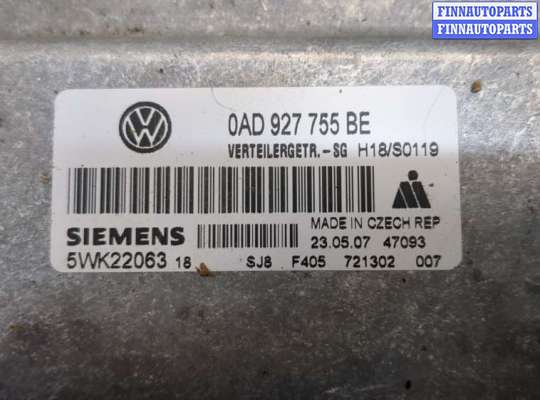 FINNAUTOPARTS
FINNAUTOPARTS
0AD 927 755 BE
VERTEILERGETR.-SG H18/S0119
MADE IN CZECH REP
SIEMENS
23.05.07 47093
5WK22063 18 SJ8 F405 721302 007